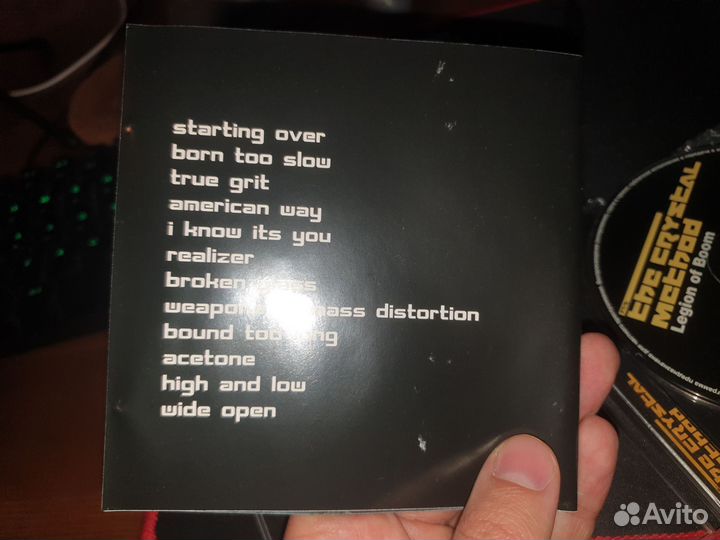 starting over
born too slow
true grit
american way
i know its you
realizer
broken
mass distortion
bound too
acetone
high and low
wide open
the crystal
method
Legion of Boom
Avito